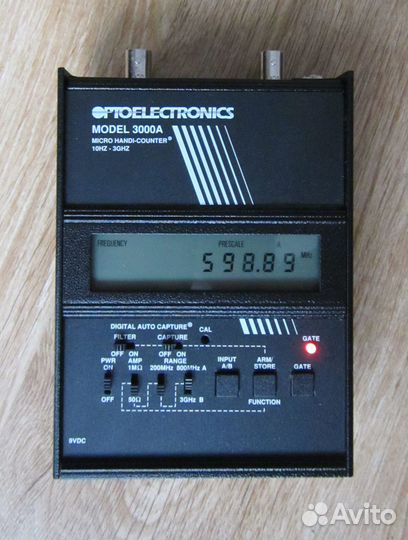 OPTOELECTRONICS
MODEL 3000A
MICRO HANDI-COUNTER®
10HZ - 3GHZ
FREQUENCY PRESCALE A
598.89 MHz
DIGITAL AUTO CAPTURE® CAL
FILTER CAPTURE GATE
OFF ON OFF ON
PWR AMP RANGE INPUT ARM/
ON 1MΩ 200MHz 800MHz A A/B STORE GATE
OFF 50Ω 3GHz B FUNCTION
9VDC
Avito